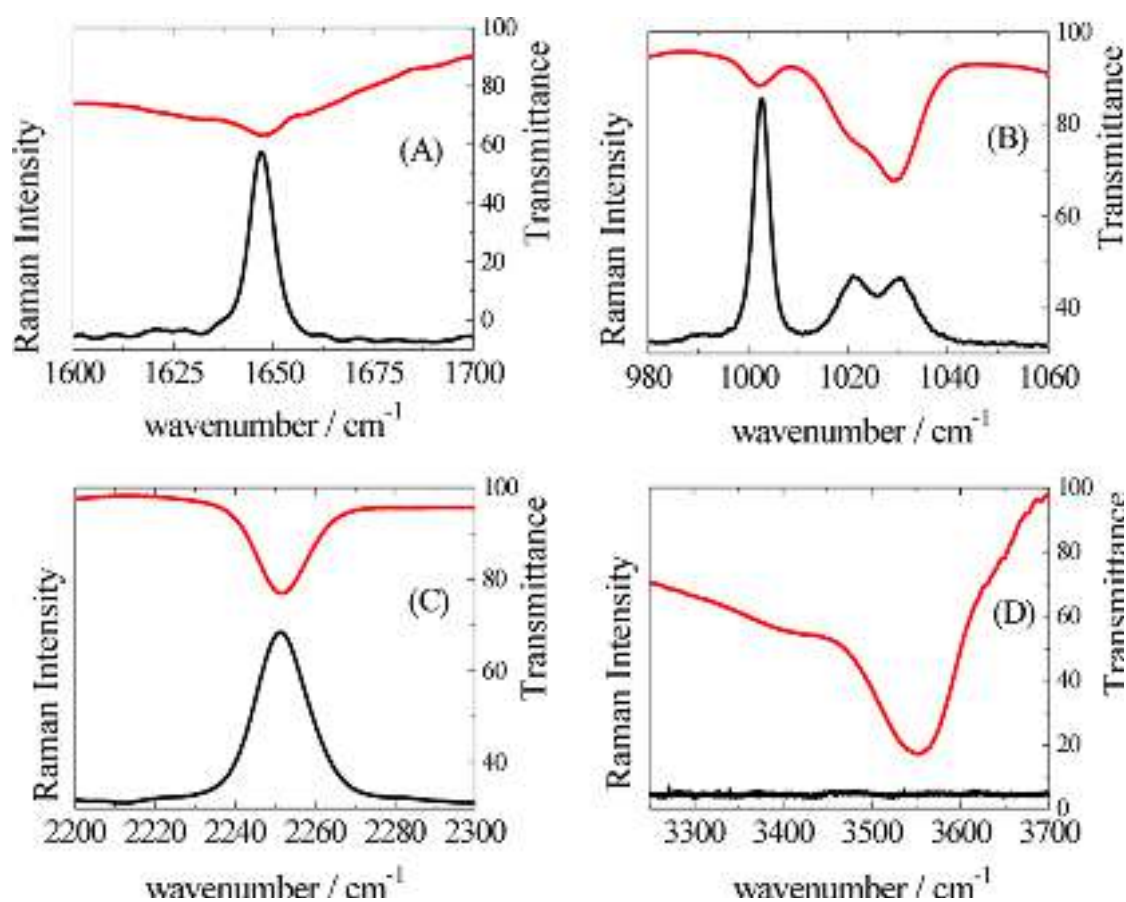 Raman Intensity
100
80
60
40
20
0
Transmittance
(A)
1600 1625 1650 1675 1700
wavenumber / cm⁻¹
Raman Intensity
100
80
60
40
Transmittance
(B)
980 1000 1020 1040 1060
wavenumber / cm⁻¹
Raman Intensity
100
80
60
40
Transmittance
(C)
2200 2220 2240 2260 2280 2300
wavenumber / cm⁻¹
Raman Intensity
100
80
60
40
20
0
Transmittance
(D)
3300 3400 3500 3600 3700
wavenumber / cm⁻¹